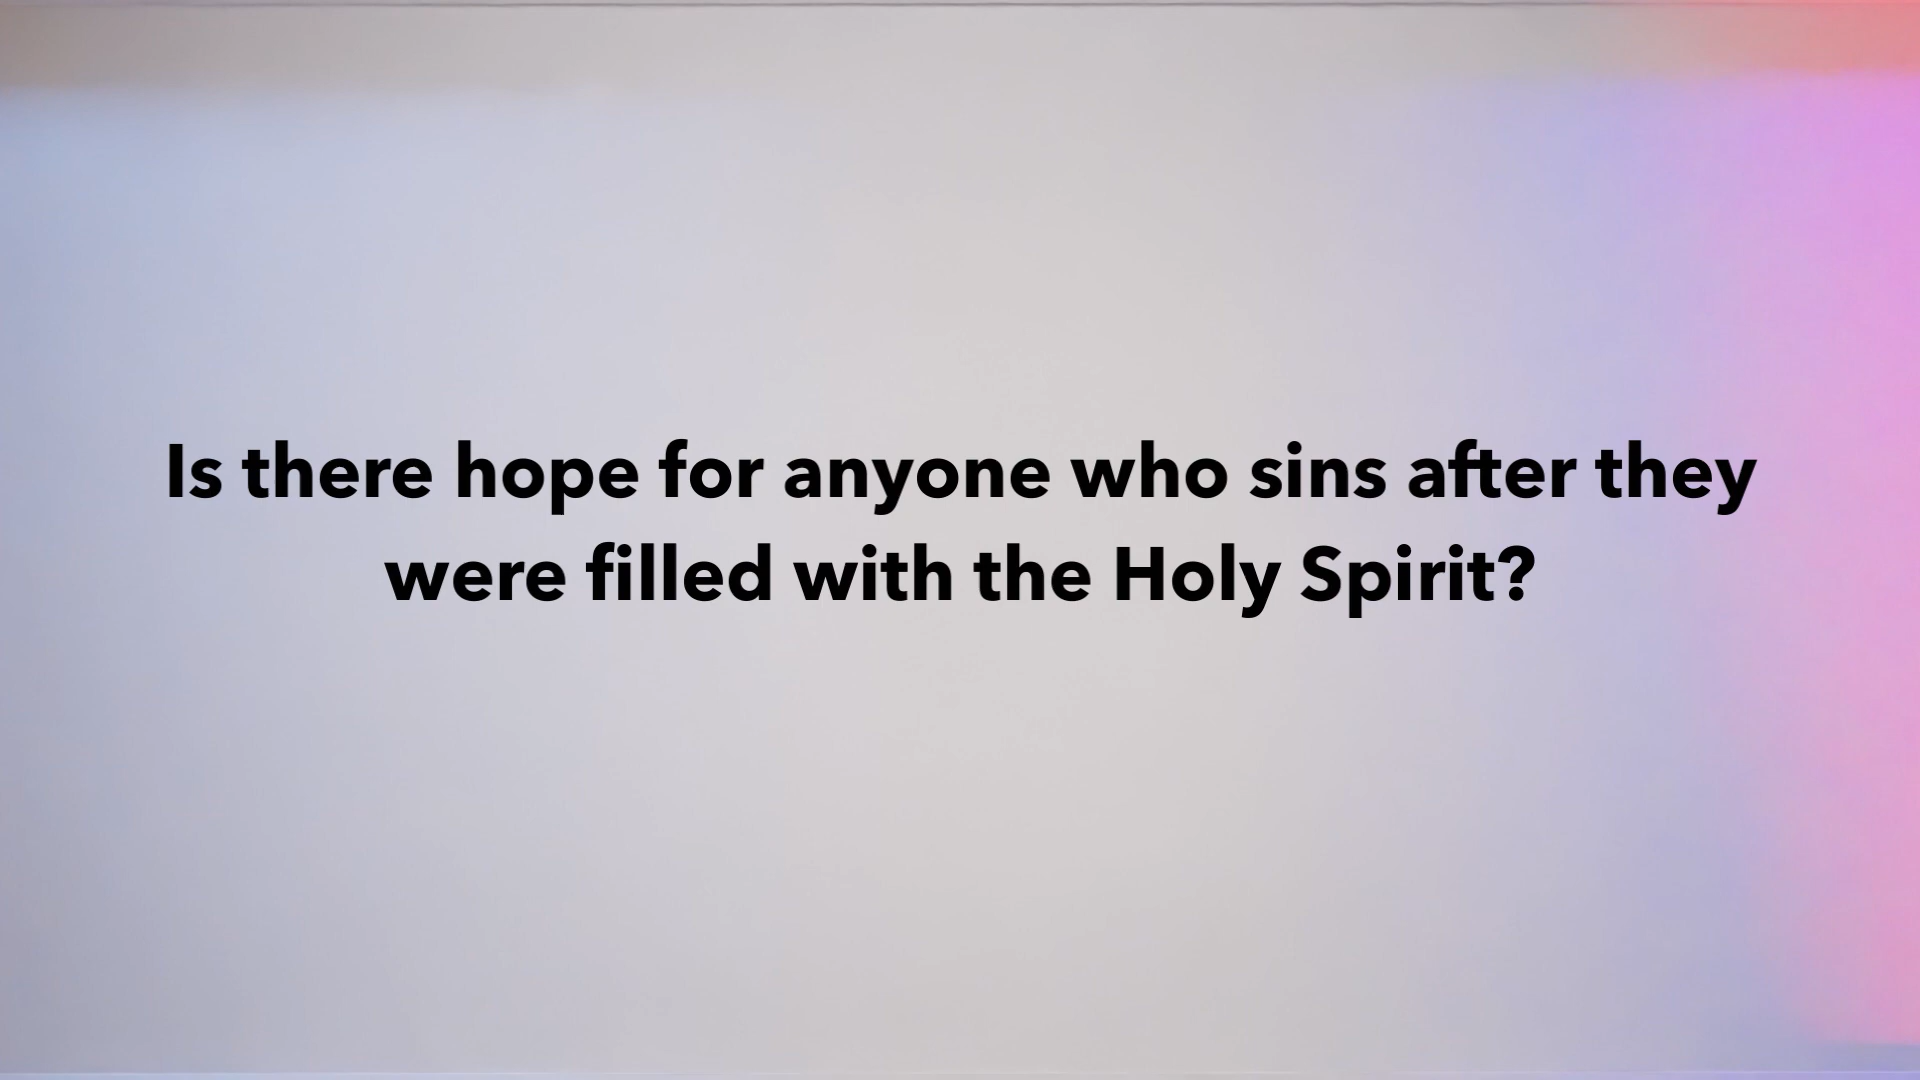 Is there hope for anyone who sins after they
were filled with the Holy Spirit?